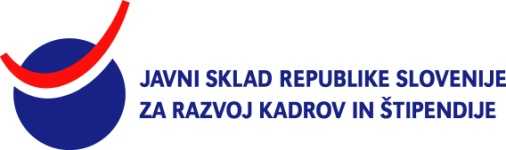 JAVNI SKLAD REPUBLIKE SLOVENIJE
ZA RAZVOJ KADROV IN ŠTIPENDIJE